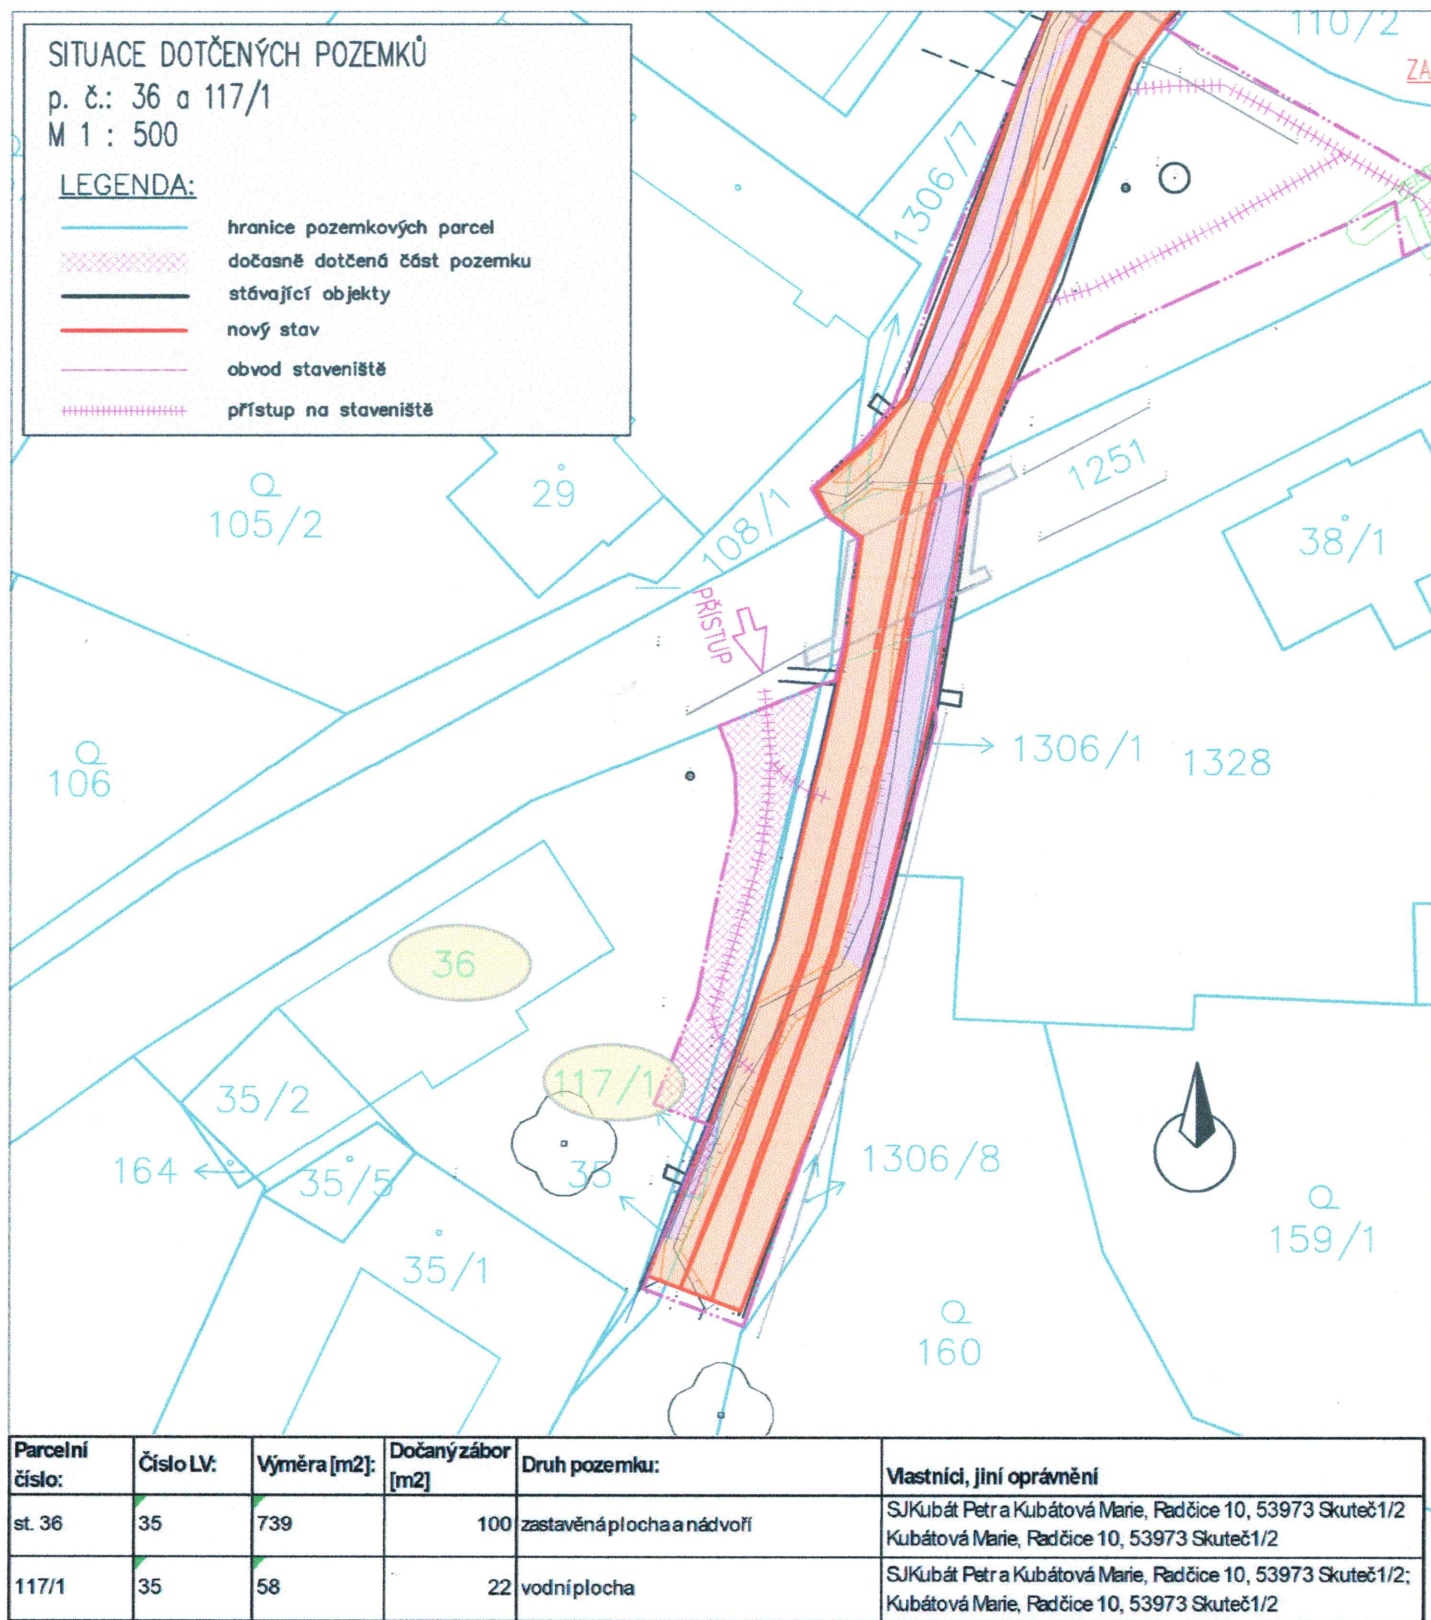 SITUACE DOTČENÝCH POZEMKŮ
p. č.: 36 a 117/1
M 1 : 500
LEGENDA:
hranice pozemkových parcel
dočasně dotčená část pozemku
stávající objekty
nový stav
obvod staveniště
přístup na staveniště
110/2
ZA
1306/7
105/2
29
108/1
1251
38/1
PŘÍSTUP
106
1306/1
1328
36
117/1
35/2
164
35/5
35
1306/8
159/1
35/1
160
Parcelní číslo: Číslo LV: Výměra [m2]: Dočaný zábor [m2] Druh pozemku: Vlastníci, jiní oprávnění
st. 36 35 739 100 zastavěná plocha a nádvoří SJKubát Petr a Kubátová Marie, Radčice 10, 53973 Skuteč1/2
Kubátová Marie, Radčice 10, 53973 Skuteč1/2
117/1 35 58 22 vodní plocha SJKubát Petr a Kubátová Marie, Radčice 10, 53973 Skuteč1/2;
Kubátová Marie, Radčice 10, 53973 Skuteč1/2